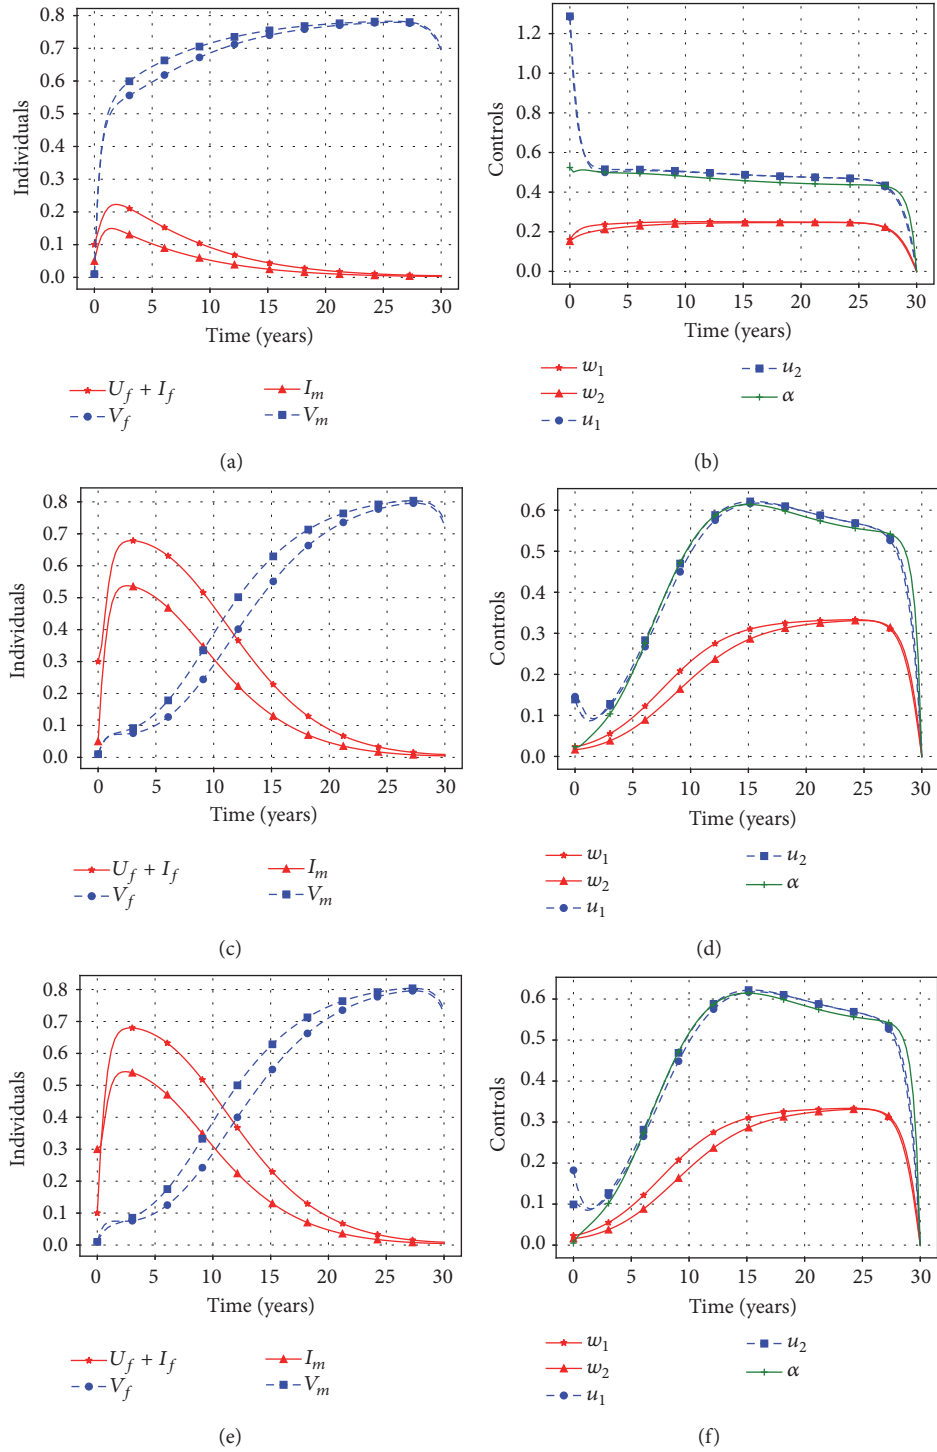 Individuals
0.8
0.7
0.6
0.5
0.4
0.3
0.2
0.1
0.0
0 5 10 15 20 25 30
Time (years)
U_f + I_f
I_m
V_f
V_m
(a)
Controls
1.2
1.0
0.8
0.6
0.4
0.2
0.0
0 5 10 15 20 25 30
Time (years)
w_1
u_2
w_2
α
u_1
(b)
Individuals
0.8
0.7
0.6
0.5
0.4
0.3
0.2
0.1
0.0
0 5 10 15 20 25 30
Time (years)
U_f + I_f
I_m
V_f
V_m
(c)
Controls
0.6
0.5
0.4
0.3
0.2
0.1
0.0
0 5 10 15 20 25 30
Time (years)
w_1
u_2
w_2
α
u_1
(d)
Individuals
0.8
0.7
0.6
0.5
0.4
0.3
0.2
0.1
0.0
0 5 10 15 20 25 30
Time (years)
U_f + I_f
I_m
V_f
V_m
(e)
Controls
0.6
0.5
0.4
0.3
0.2
0.1
0.0
0 5 10 15 20 25 30
Time (years)
w_1
u_2
w_2
α
u_1
(f)